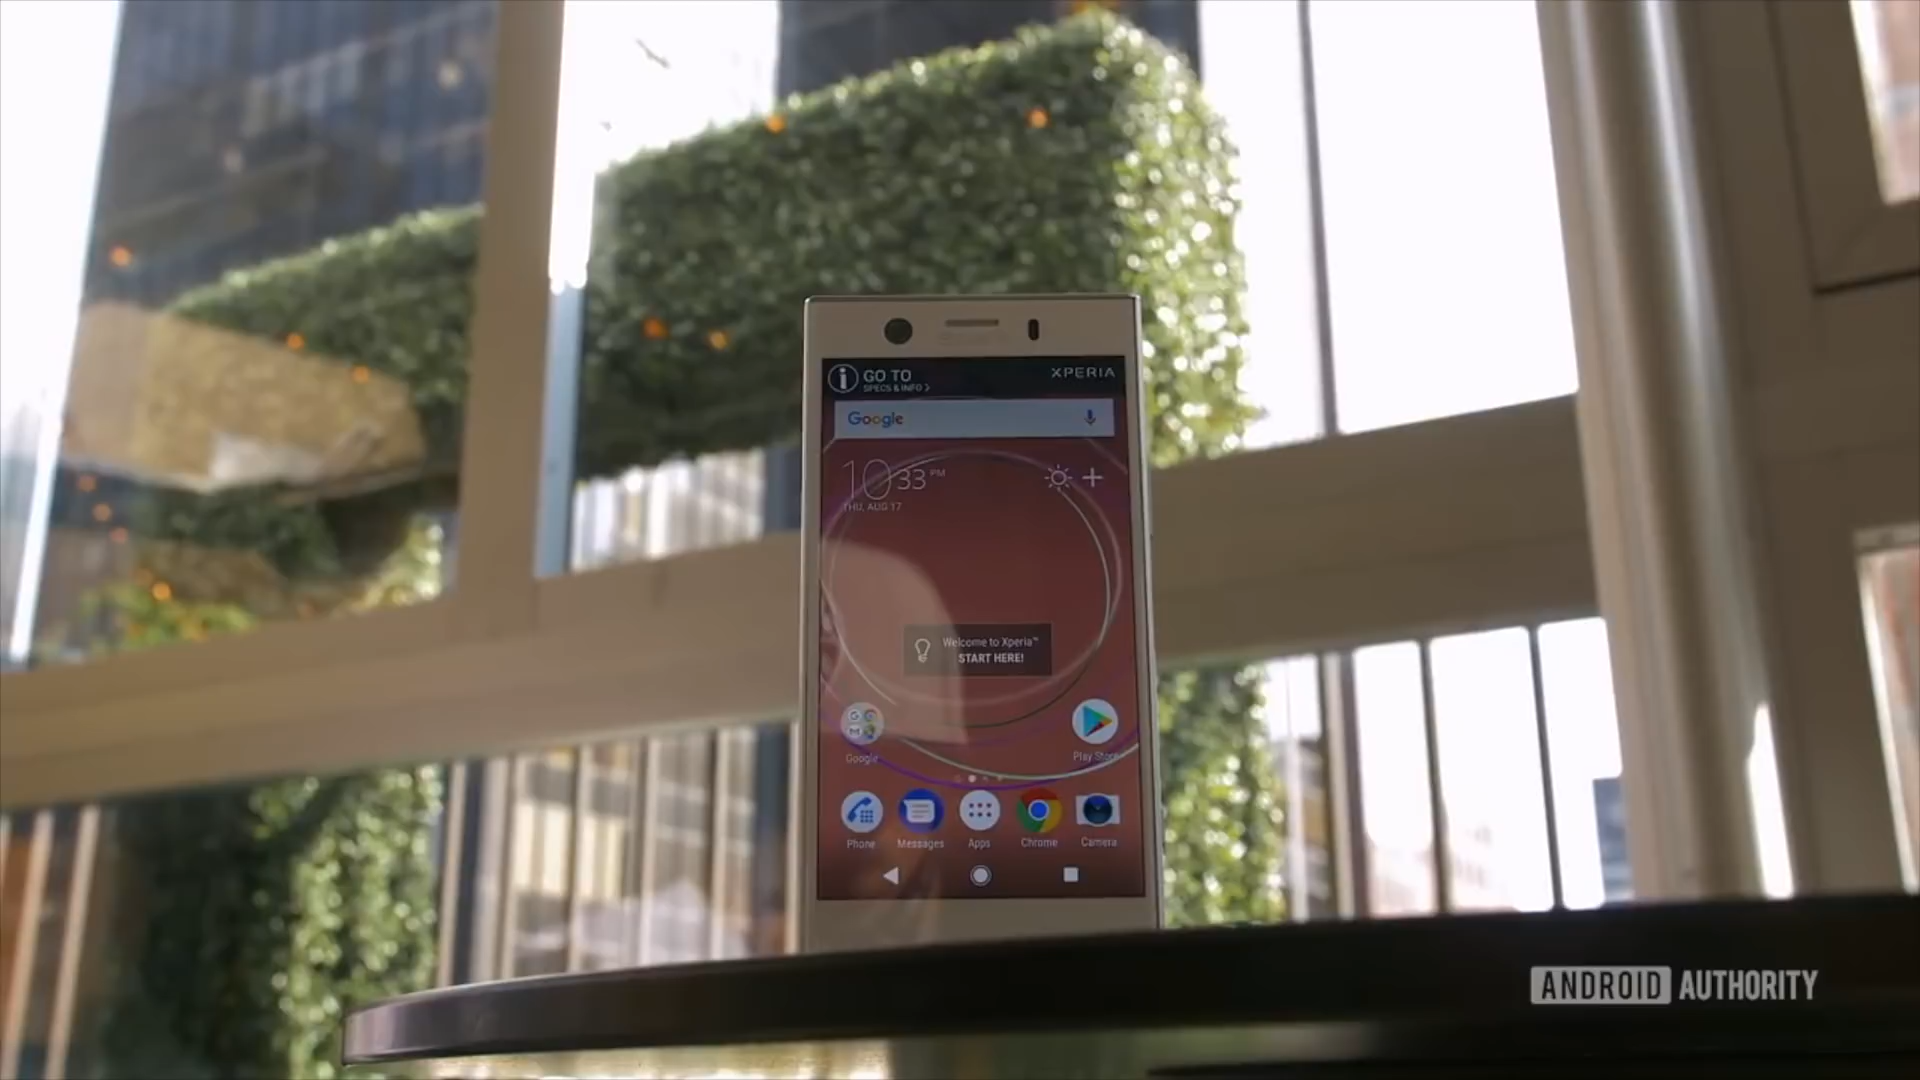 GO TO
SPECS & INFO >
XPERIA
Google
10 33 PM
THU, AUG 17
Welcome to Xperia™
START HERE!
Google
Play Store
Phone
Messages
Apps
Chrome
Camera
ANDROID AUTHORITY